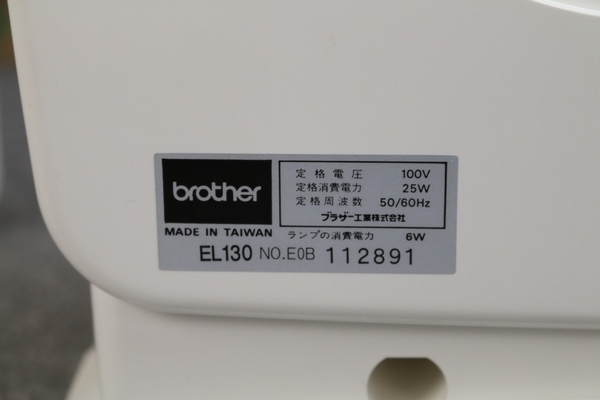 brother
定格電圧 100V
定格消費電力 25W
定格周波数 50/60Hz
ブラザー工業株式会社
MADE IN TAIWAN ランプの消費電力 6W
EL130 NO.E0B 112891